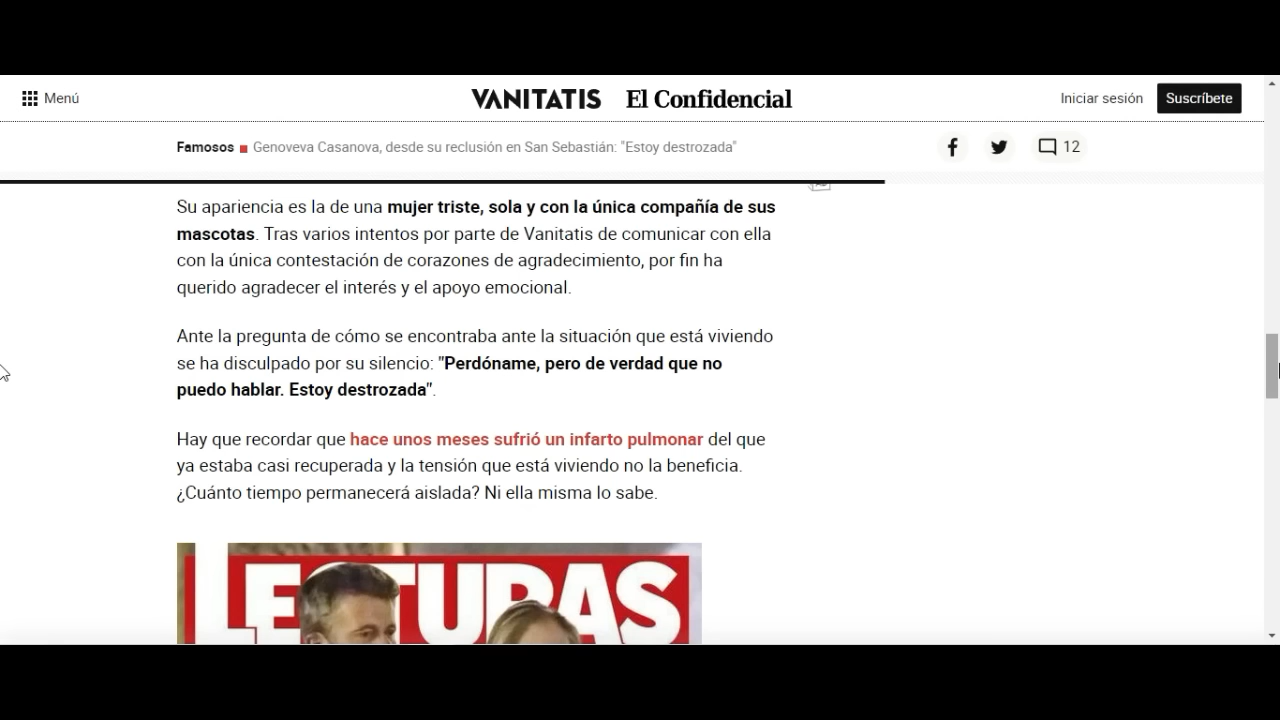 Menú
VANITATIS El Confidencial
Iniciar sesión
Suscríbete
Famosos Genoveva Casanova, desde su reclusión en San Sebastián: "Estoy destrozada"
12
Su apariencia es la de una mujer triste, sola y con la única compañía de sus
mascotas. Tras varios intentos por parte de Vanitatis de comunicar con ella
con la única contestación de corazones de agradecimiento, por fin ha
querido agradecer el interés y el apoyo emocional.
Ante la pregunta de cómo se encontraba ante la situación que está viviendo
se ha disculpado por su silencio: "Perdóname, pero de verdad que no
puedo hablar. Estoy destrozada".
Hay que recordar que hace unos meses sufrió un infarto pulmonar del que
ya estaba casi recuperada y la tensión que está viviendo no la beneficia.
¿Cuánto tiempo permanecerá aislada? Ni ella misma lo sabe.
LECTURAS